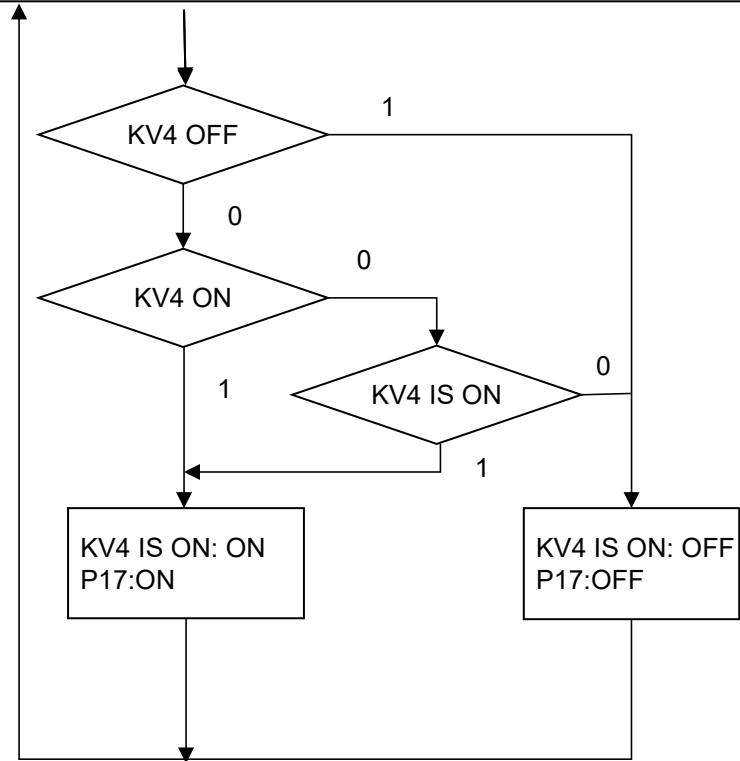 1
KV4 OFF
0
0
KV4 ON
0
KV4 IS ON
1
1
KV4 IS ON: ON
P17:ON
KV4 IS ON: OFF
P17:OFF